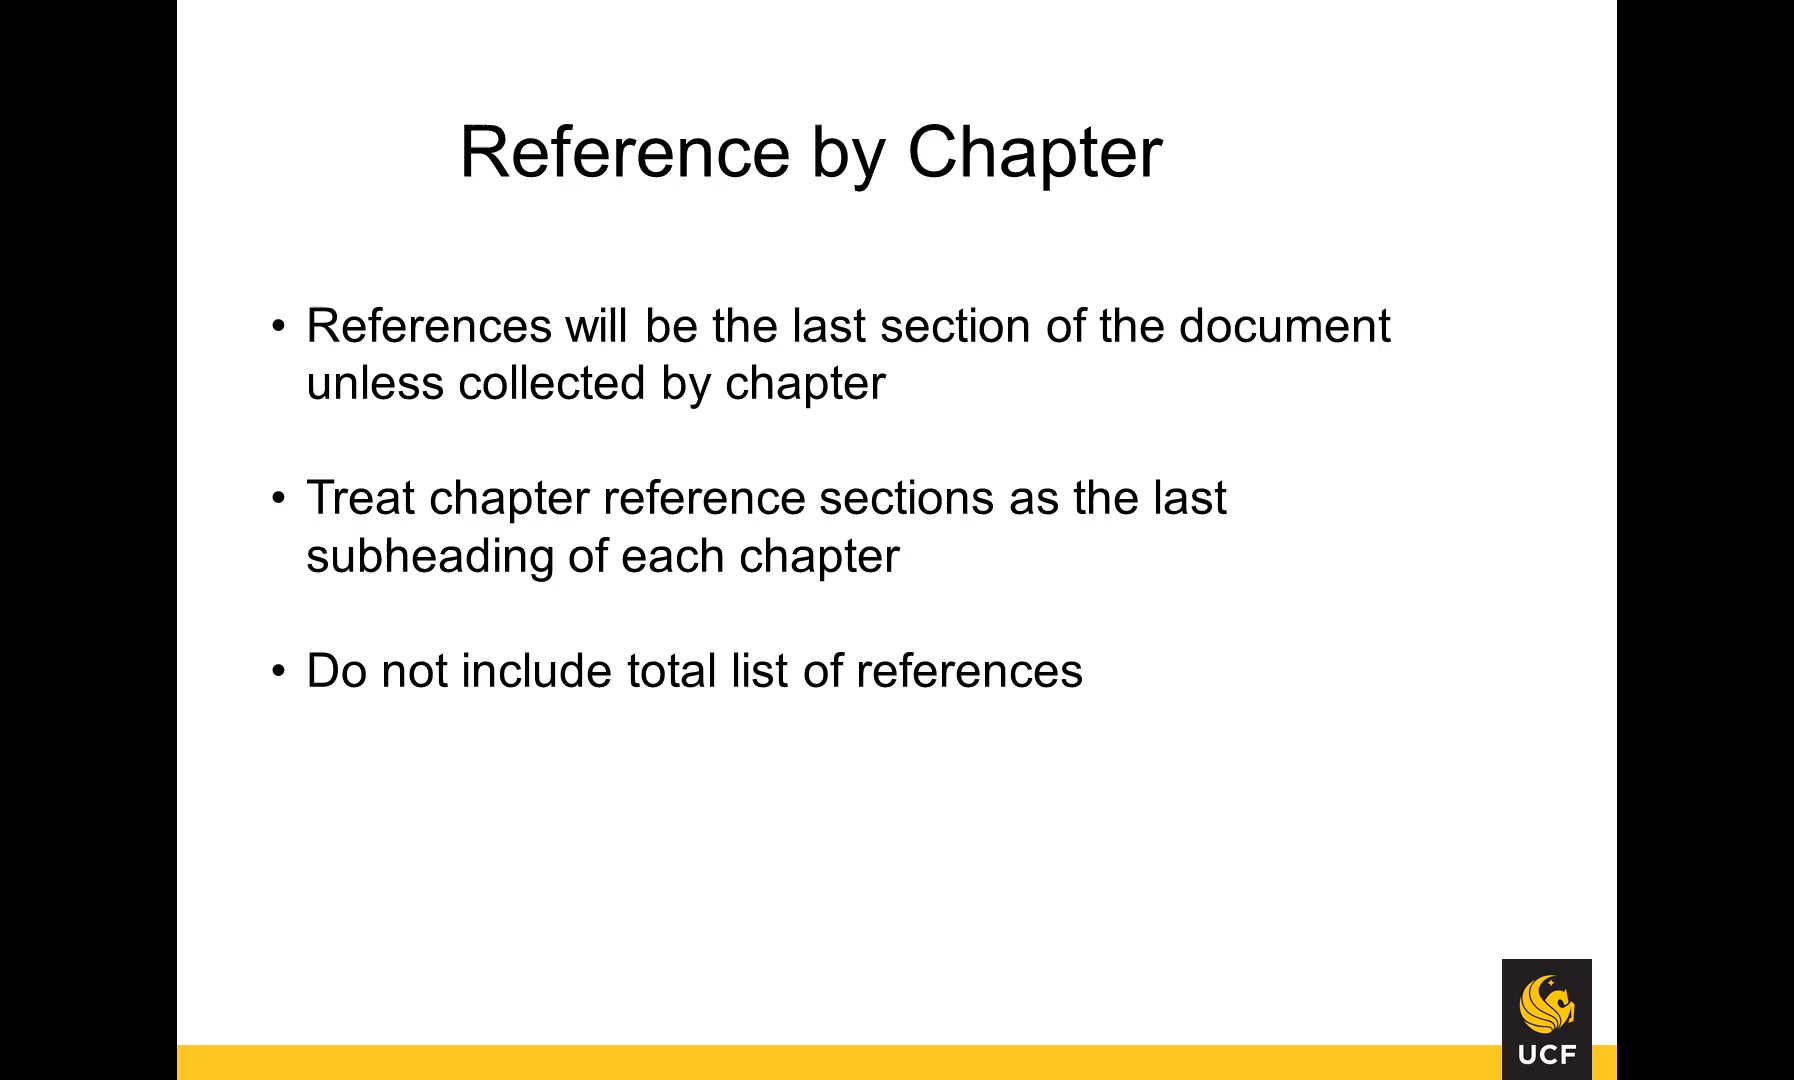 Reference by Chapter
• References will be the last section of the document
unless collected by chapter
• Treat chapter reference sections as the last
subheading of each chapter
• Do not include total list of references
UCF